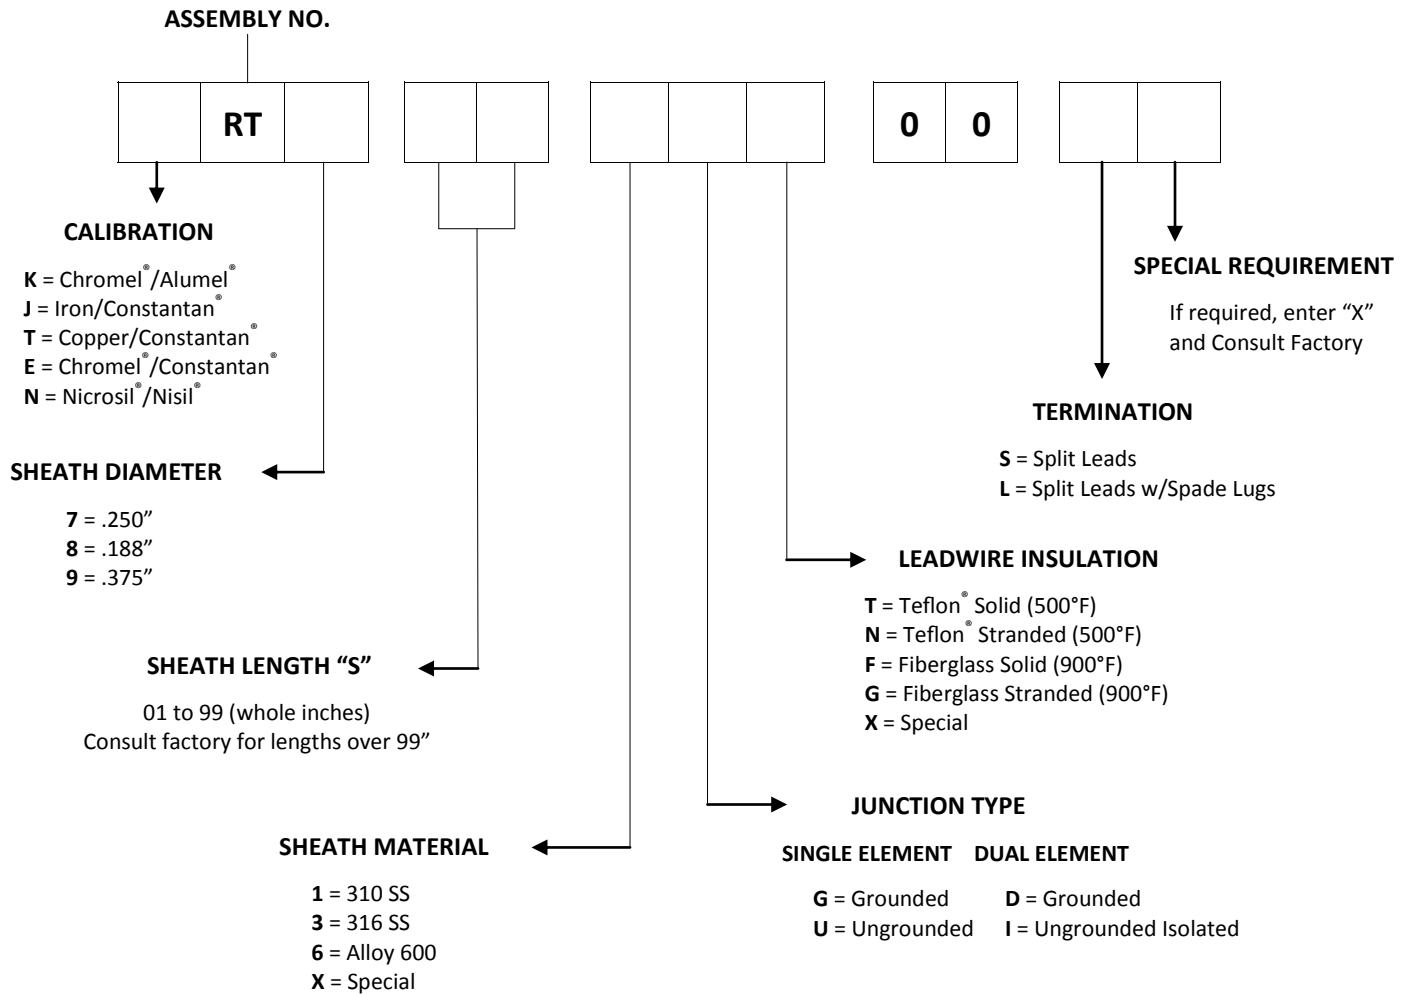 ASSEMBLY NO.
RT
0 0
CALIBRATION
K = Chromel®/Alumel®
J = Iron/Constantan®
T = Copper/Constantan®
E = Chromel®/Constantan®
N = Nicrosil®/Nisil®
SPECIAL REQUIREMENT
If required, enter “X”
and Consult Factory
TERMINATION
S = Split Leads
L = Split Leads w/Spade Lugs
SHEATH DIAMETER
7 = .250”
8 = .188”
9 = .375”
LEADWIRE INSULATION
T = Teflon® Solid (500°F)
N = Teflon® Stranded (500°F)
F = Fiberglass Solid (900°F)
G = Fiberglass Stranded (900°F)
X = Special
SHEATH LENGTH “S”
01 to 99 (whole inches)
Consult factory for lengths over 99”
JUNCTION TYPE
SINGLE ELEMENT DUAL ELEMENT
G = Grounded D = Grounded
U = Ungrounded I = Ungrounded Isolated
SHEATH MATERIAL
1 = 310 SS
3 = 316 SS
6 = Alloy 600
X = Special